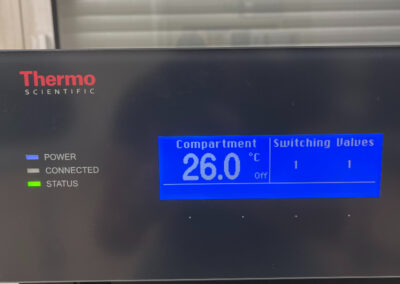 Thermo
SCIENTIFIC
POWER
CONNECTED
STATUS
Compartment
26.0 °C
Off
Switching Valves
1 1